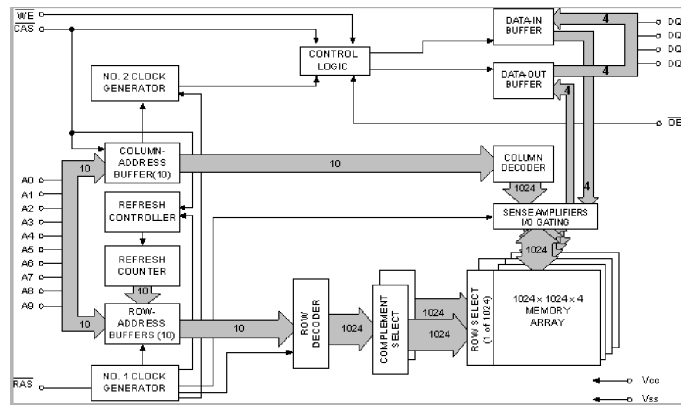 WE
CAS
CONTROL
LOGIC
DATA-IN
BUFFER
4
DQ
DQ
DQ
DQ
NO. 2 CLOCK
GENERATOR
DATA-OUT
BUFFER
4
4
OE
COLUMN-
ADDRESS
BUFFER(10)
10
10
COLUMN
DECODER
1024
4
A0
A1
A2
A3
A4
A5
A6
A7
A8
A9
REFRESH
CONTROLLER
SENSE AMPLIFIERS
I/O GATING
1024
REFRESH
COUNTER
10
ROW-
ADDRESS
BUFFERS (10)
10
10
ROW
DECODER
1024
COMPLEMENT
SELECT
1024
1024
ROW SELECT
(1 of 1024)
1024 x 1024 x 4
MEMORY
ARRAY
RAS
NO. 1 CLOCK
GENERATOR
Vcc
Vss